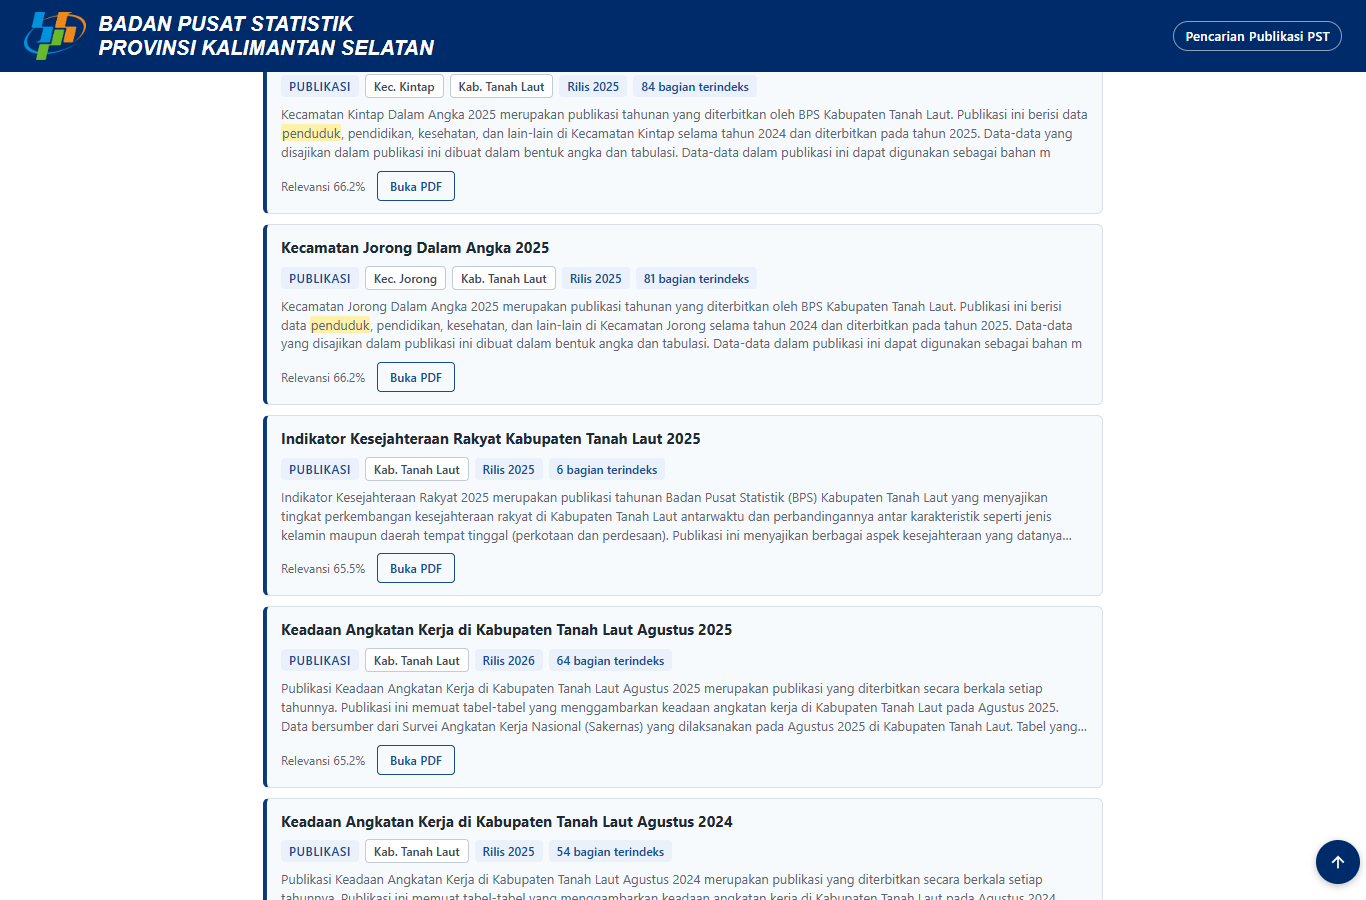 BADAN PUSAT STATISTIK
PROVINSI KALIMANTAN SELATAN
Pencarian Publikasi PST
PUBLIKASI Kec. Kintap Kab. Tanah Laut Rilis 2025 84 bagian terindeks
Kecamatan Kintap Dalam Angka 2025 merupakan publikasi tahunan yang diterbitkan oleh BPS Kabupaten Tanah Laut. Publikasi ini berisi data
penduduk, pendidikan, kesehatan, dan lain-lain di Kecamatan Kintap selama tahun 2024 dan diterbitkan pada tahun 2025. Data-data yang
disajikan dalam publikasi ini dibuat dalam bentuk angka dan tabulasi. Data-data dalam publikasi ini dapat digunakan sebagai bahan m
Relevansi 66.2% Buka PDF
Kecamatan Jorong Dalam Angka 2025
PUBLIKASI Kec. Jorong Kab. Tanah Laut Rilis 2025 81 bagian terindeks
Kecamatan Jorong Dalam Angka 2025 merupakan publikasi tahunan yang diterbitkan oleh BPS Kabupaten Tanah Laut. Publikasi ini berisi
data penduduk, pendidikan, kesehatan, dan lain-lain di Kecamatan Jorong selama tahun 2024 dan diterbitkan pada tahun 2025. Data-data
yang disajikan dalam publikasi ini dibuat dalam bentuk angka dan tabulasi. Data-data dalam publikasi ini dapat digunakan sebagai bahan m
Relevansi 66.2% Buka PDF
Indikator Kesejahteraan Rakyat Kabupaten Tanah Laut 2025
PUBLIKASI Kab. Tanah Laut Rilis 2025 6 bagian terindeks
Indikator Kesejahteraan Rakyat 2025 merupakan publikasi tahunan Badan Pusat Statistik (BPS) Kabupaten Tanah Laut yang menyajikan
tingkat perkembangan kesejahteraan rakyat di Kabupaten Tanah Laut antarwaktu dan perbandingannya antar karakteristik seperti jenis
kelamin maupun daerah tempat tinggal (perkotaan dan perdesaan). Publikasi ini menyajikan berbagai aspek kesejahteraan yang datanya...
Relevansi 65.5% Buka PDF
Keadaan Angkatan Kerja di Kabupaten Tanah Laut Agustus 2025
PUBLIKASI Kab. Tanah Laut Rilis 2026 64 bagian terindeks
Publikasi Keadaan Angkatan Kerja di Kabupaten Tanah Laut Agustus 2025 merupakan publikasi yang diterbitkan secara berkala setiap
tahunnya. Publikasi ini memuat tabel-tabel yang menggambarkan keadaan angkatan kerja di Kabupaten Tanah Laut pada Agustus 2025.
Data bersumber dari Survei Angkatan Kerja Nasional (Sakernas) yang dilaksanakan pada Agustus 2025 di Kabupaten Tanah Laut. Tabel yang...
Relevansi 65.2% Buka PDF
Keadaan Angkatan Kerja di Kabupaten Tanah Laut Agustus 2024
PUBLIKASI Kab. Tanah Laut Rilis 2025 54 bagian terindeks
Publikasi Keadaan Angkatan Kerja di Kabupaten Tanah Laut Agustus 2024 merupakan publikasi yang diterbitkan secara berkala setiap
tahunnya. Publikasi ini memuat tabel-tabel yang menggambarkan keadaan angkatan kerja di Kabupaten Tanah Laut pada Agustus 2024.